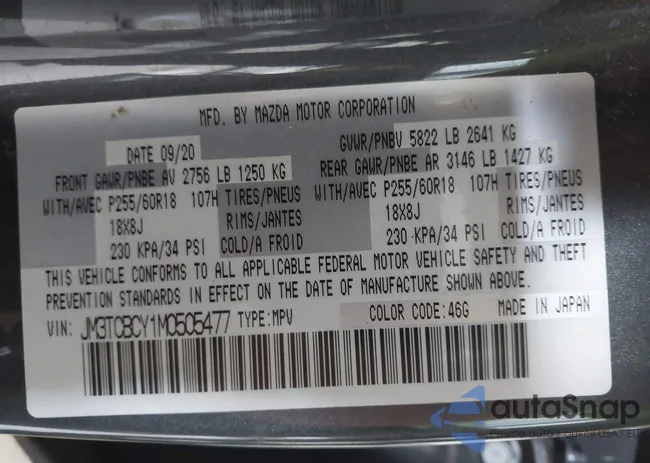 MFD. BY MAZDA MOTOR CORPORATION
DATE 09/20
GVWR/PNBV 5822 LB 2641 KG
FRONT GAWR/PNBE AV 2756 LB 1250 KG
REAR GAWR/PNBE AR 3146 LB 1427 KG
WITH/AVEC P255/60R18 107H TIRES/PNEUS
WITH/AVEC P255/60R18 107H TIRES/PNEUS
18X8J RIMS/JANTES
18X8J RIMS/JANTES
230 KPA/34 PSI COLD/A FROID
230 KPA/34 PSI COLD/A FROID
THIS VEHICLE CONFORMS TO ALL APPLICABLE FEDERAL MOTOR VEHICLE SAFETY AND THEFT
PREVENTION STANDARDS IN EFFECT ON THE DATE OF MANUFACTURE SHOWN ABOVE.
VIN: JM3TCBCY1M0505477 TYPE:MPV COLOR CODE:46G MADE IN JAPAN
autaSnap